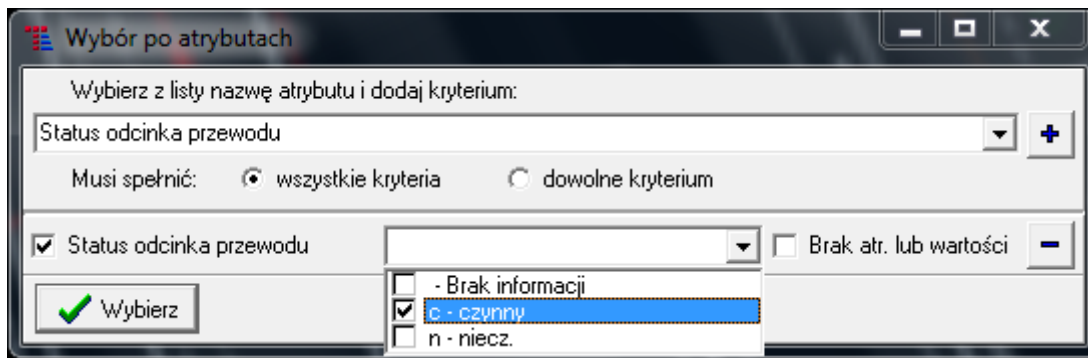 Wybór po atrybutach
Wybierz z listy nazwę atrybutu i dodaj kryterium:
Status odcinka przewodu
Musi spełnić: wszystkie kryteria dowolne kryterium
Status odcinka przewodu Brak atr. lub wartości
- Brak informacji
c - czynny
n - niecz.
Wybierz